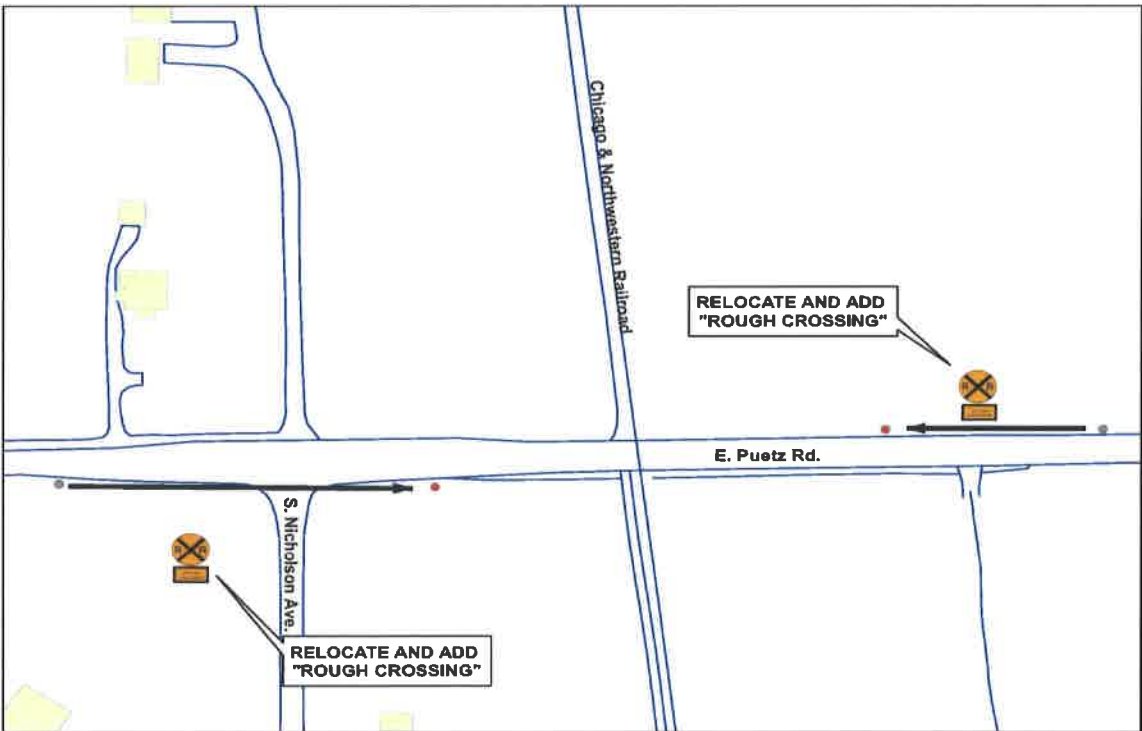 Chicago & Northwestern Railroad
RELOCATE AND ADD
"ROUGH CROSSING"
R R
E. Puetz Rd.
S. Nicholson Ave.
R R
RELOCATE AND ADD
"ROUGH CROSSING"